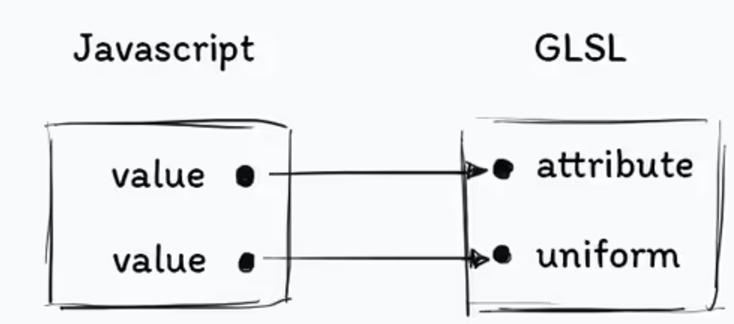 Javascript
GLSL
value
attribute
value
uniform